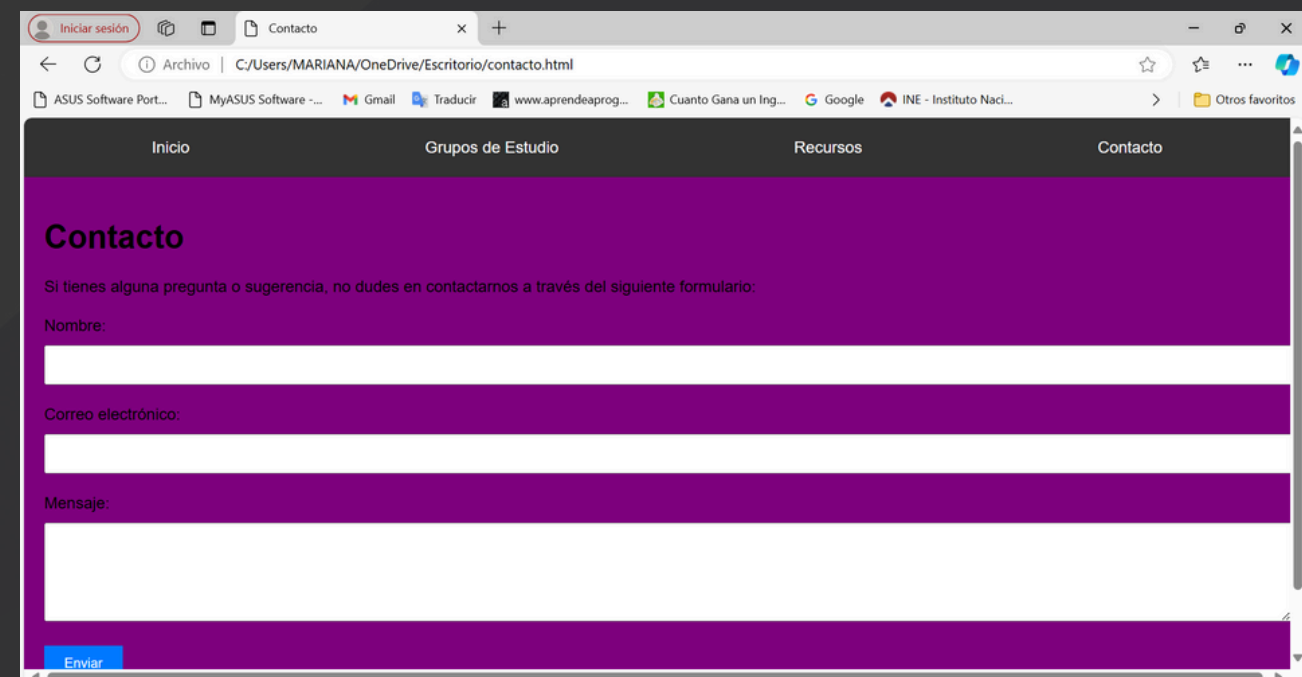 Iniciar sesión Contacto
Archivo | C:/Users/MARIANA/OneDrive/Escritorio/contacto.html
ASUS Software Port... MyASUS Software -... Gmail Traducir www.aprendeaprog... Cuanto Gana un Ing... Google INE - Instituto Naci... Otros favoritos
Inicio Grupos de Estudio Recursos Contacto
Contacto
Si tienes alguna pregunta o sugerencia, no dudes en contactarnos a través del siguiente formulario:
Nombre:
Correo electrónico:
Mensaje:
Enviar